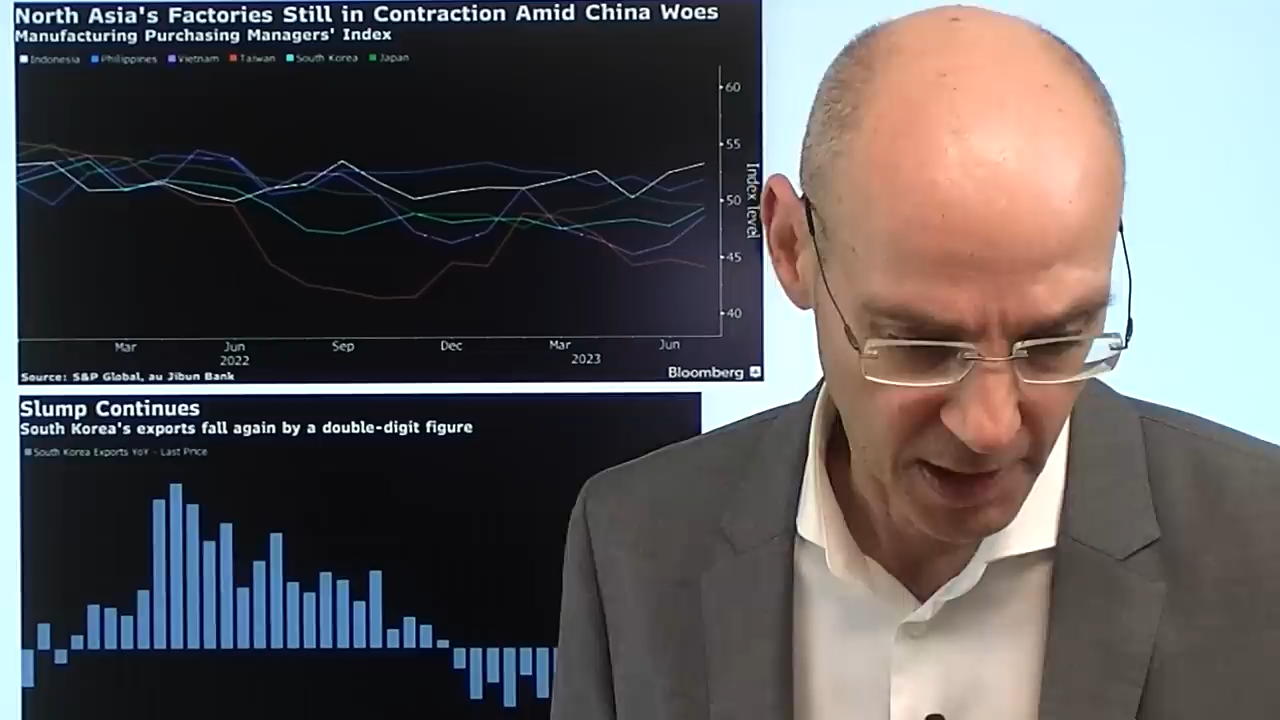 North Asia's Factories Still in Contraction Amid China Woes
Manufacturing Purchasing Managers' Index
Indonesia Philippines Vietnam Taiwan South Korea Japan
60
55
50
45
40
Index level
Mar Jun Sep Dec Mar Jun
2022 2023
Source: S&P Global, au Jibun Bank
Bloomberg
Slump Continues
South Korea's exports fall again by a double-digit figure
South Korea Exports YoY - Last Price